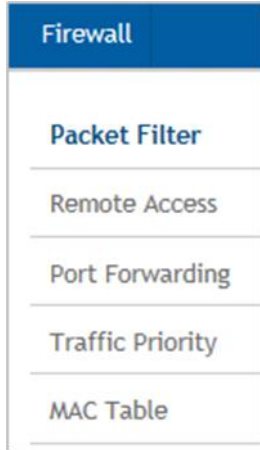 Firewall
Packet Filter
Remote Access
Port Forwarding
Traffic Priority
MAC Table